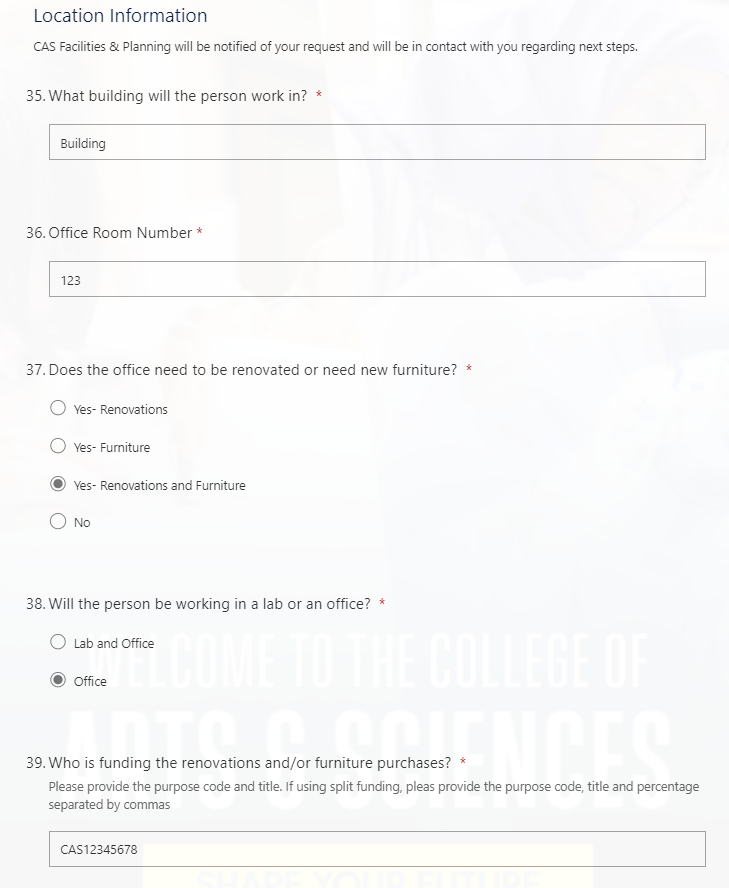 Location Information
CAS Facilities & Planning will be notified of your request and will be in contact with you regarding next steps.
35. What building will the person work in? *
Building
36. Office Room Number *
123
37. Does the office need to be renovated or need new furniture? *
Yes- Renovations
Yes- Furniture
Yes- Renovations and Furniture
No
38. Will the person be working in a lab or an office? *
Lab and Office
WELCOME TO THE COLLEGE OF
Office
ARTS & SCIENCES
39. Who is funding the renovations and/or furniture purchases? *
Please provide the purpose code and title. If using split funding, pleas provide the purpose code, title and percentage
separated by commas
CAS12345678
SHAPE YOUR FUTURE